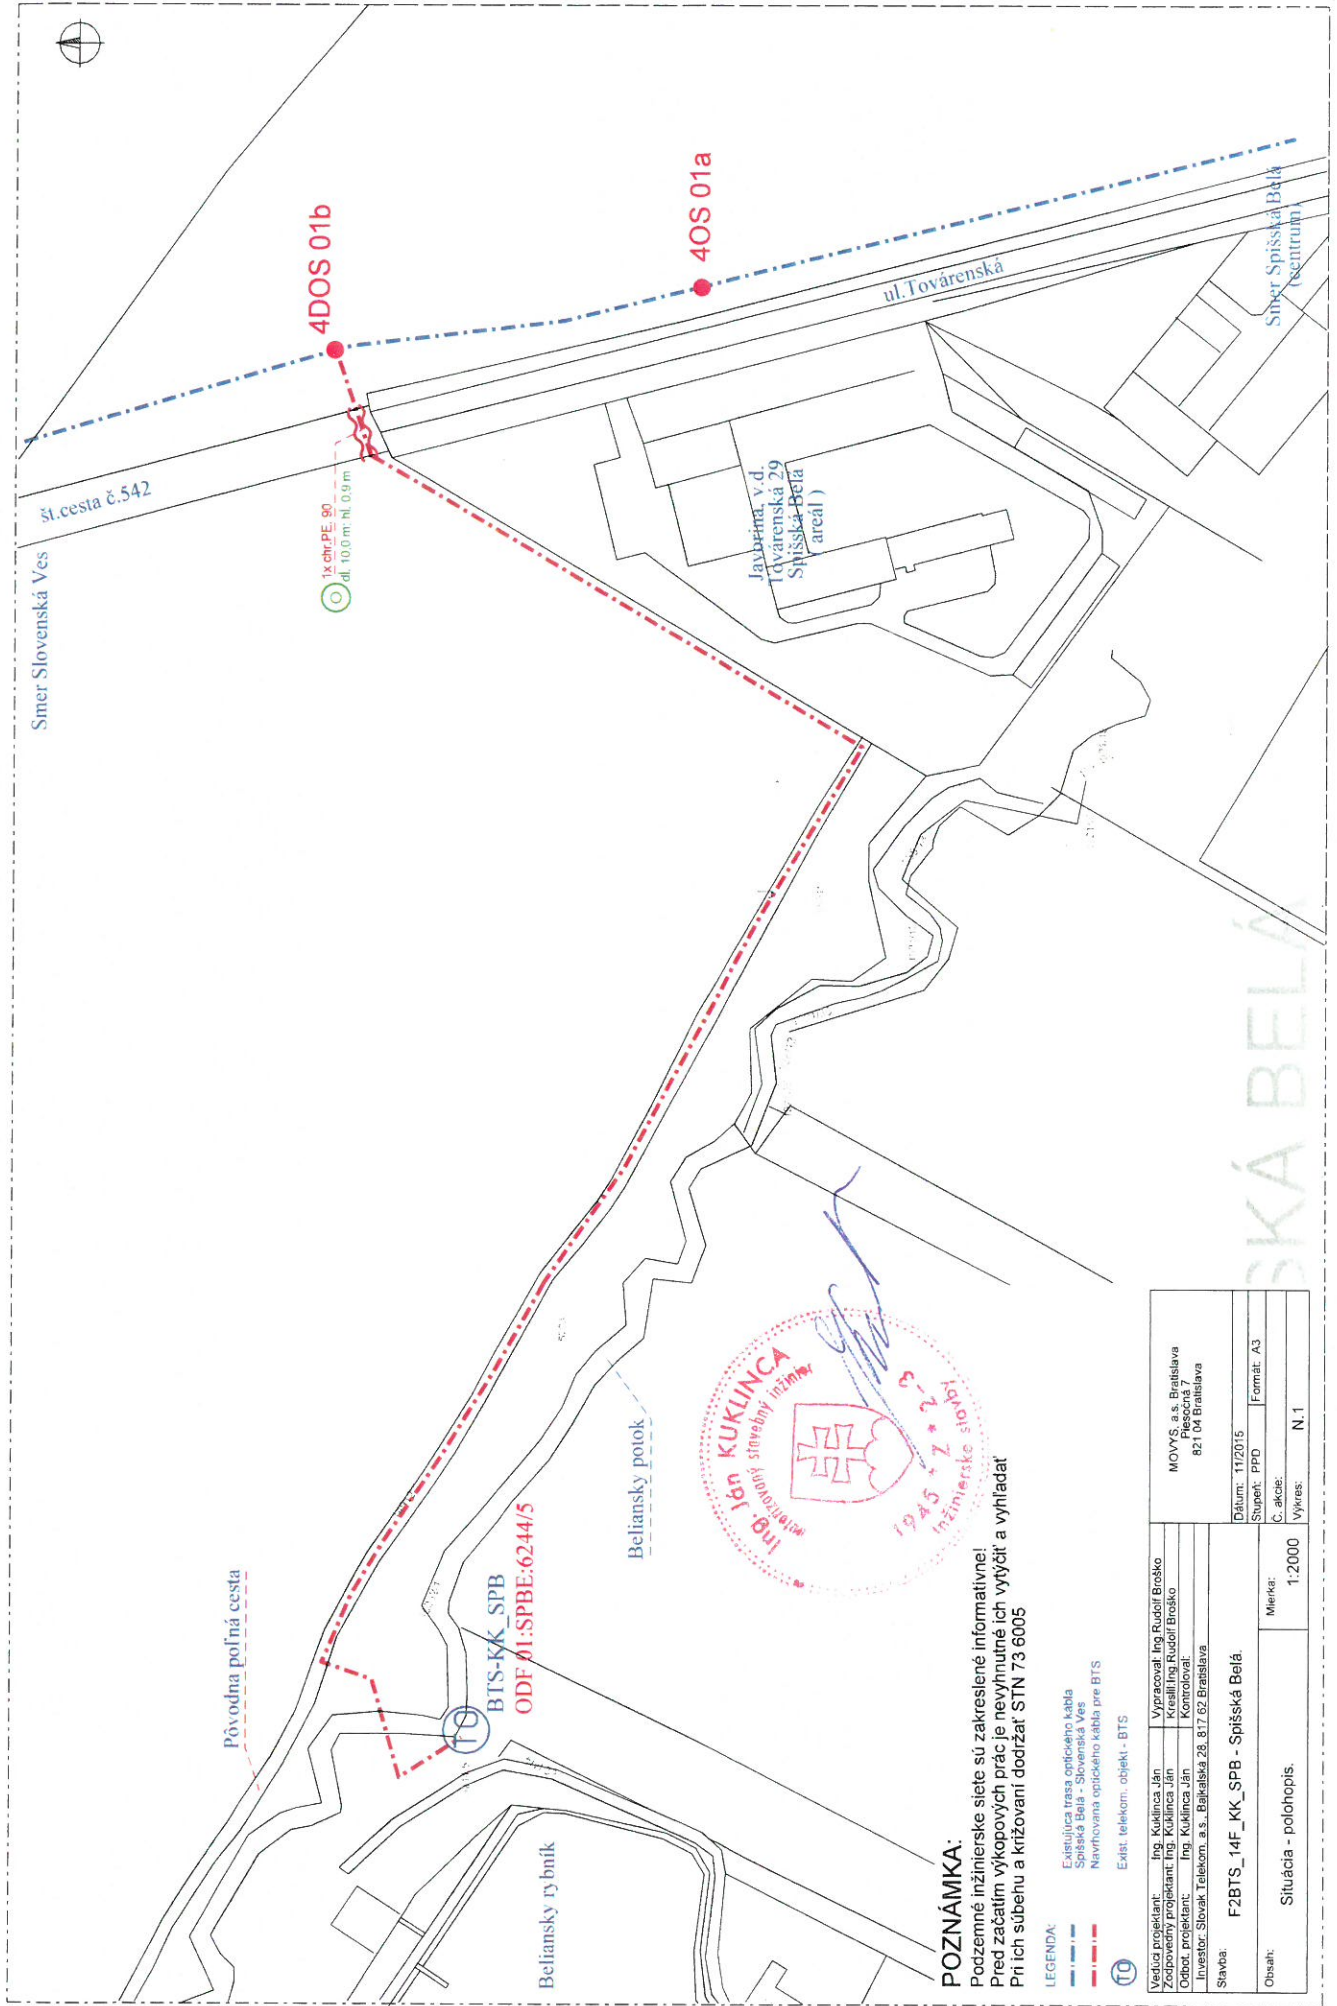 Smer Slovenská Ves
št.cesta č.542
4DOS 01b
1x chr.PE, 90
dl. 10,0 m; hl. 0,9 m
4OS 01a
ul.Továrenská
Smer Spišská Belá
(centrum)
Javorina, v.d.
Továrenská 29
Spišská Belá
( areál )
Pôvodna poľná cesta
BTS-KK_SPB
ODF 01:SPBE:6244/5
TO
Beliansky potok
Beliansky rybník
Ing. Ján KUKLINCA
autorizovaný stavebný inžinier
1945 * Z * 2-3
Inžinierske stavby
SKÁ BELÁ
POZNÁMKA:
Podzemné inžinierske siete sú zakreslené informatívne!
Pred začatím výkopových prác je nevyhnutné ich vytýčiť a vyhľadať
Pri ich súbehu a križovaní dodržať STN 73 6005
LEGENDA:
Existujúca trasa optického kábla
Spišská Belá - Slovenská Ves
Navrhovaná optického kábla pre BTS
TO
Exist. telekom. objekt - BTS
Vedúci projektant: Ing. Kuklinca Ján
Vypracoval: Ing.Rudolf Broško
Zodpovedný projektant: Ing. Kuklinca Ján
Kreslil:Ing.Rudolf Broško
Odbot. projektant: Ing. Kuklinca Ján
Kontroloval:
Investor: Slovak Telekom, a.s., Bajkalská 28, 817 62 Bratislava
MOVYS, a.s. Bratislava
Piesočná 7
821 04 Bratislava
Stavba:
F2BTS_14F_KK_SPB - Spišská Belá.
Dátum: 11/2015
Stupeň: PPD
Formát: A3
Č. akcie:
Obsah:
Situácia - polohopis.
Mierka:
1:2000
Výkres:
N.1